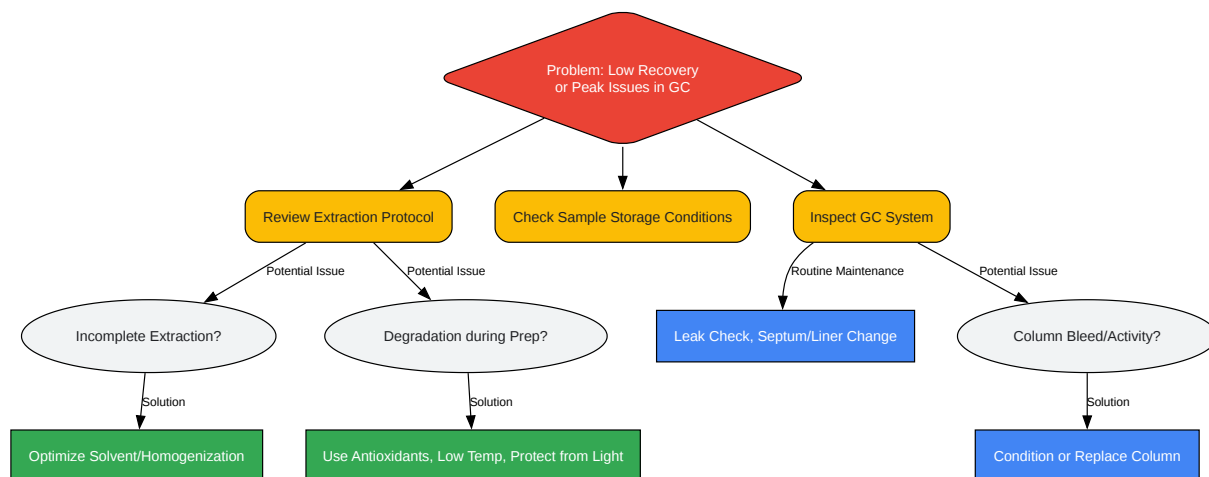 Problem: Low Recovery
or Peak Issues in GC
Review Extraction Protocol
Check Sample Storage Conditions
Inspect GC System
Potential Issue
Potential Issue
Routine Maintenance
Potential Issue
Incomplete Extraction?
Degradation during Prep?
Leak Check, Septum/Liner Change
Column Bleed/Activity?
Solution
Solution
Solution
Optimize Solvent/Homogenization
Use Antioxidants, Low Temp, Protect from Light
Condition or Replace Column